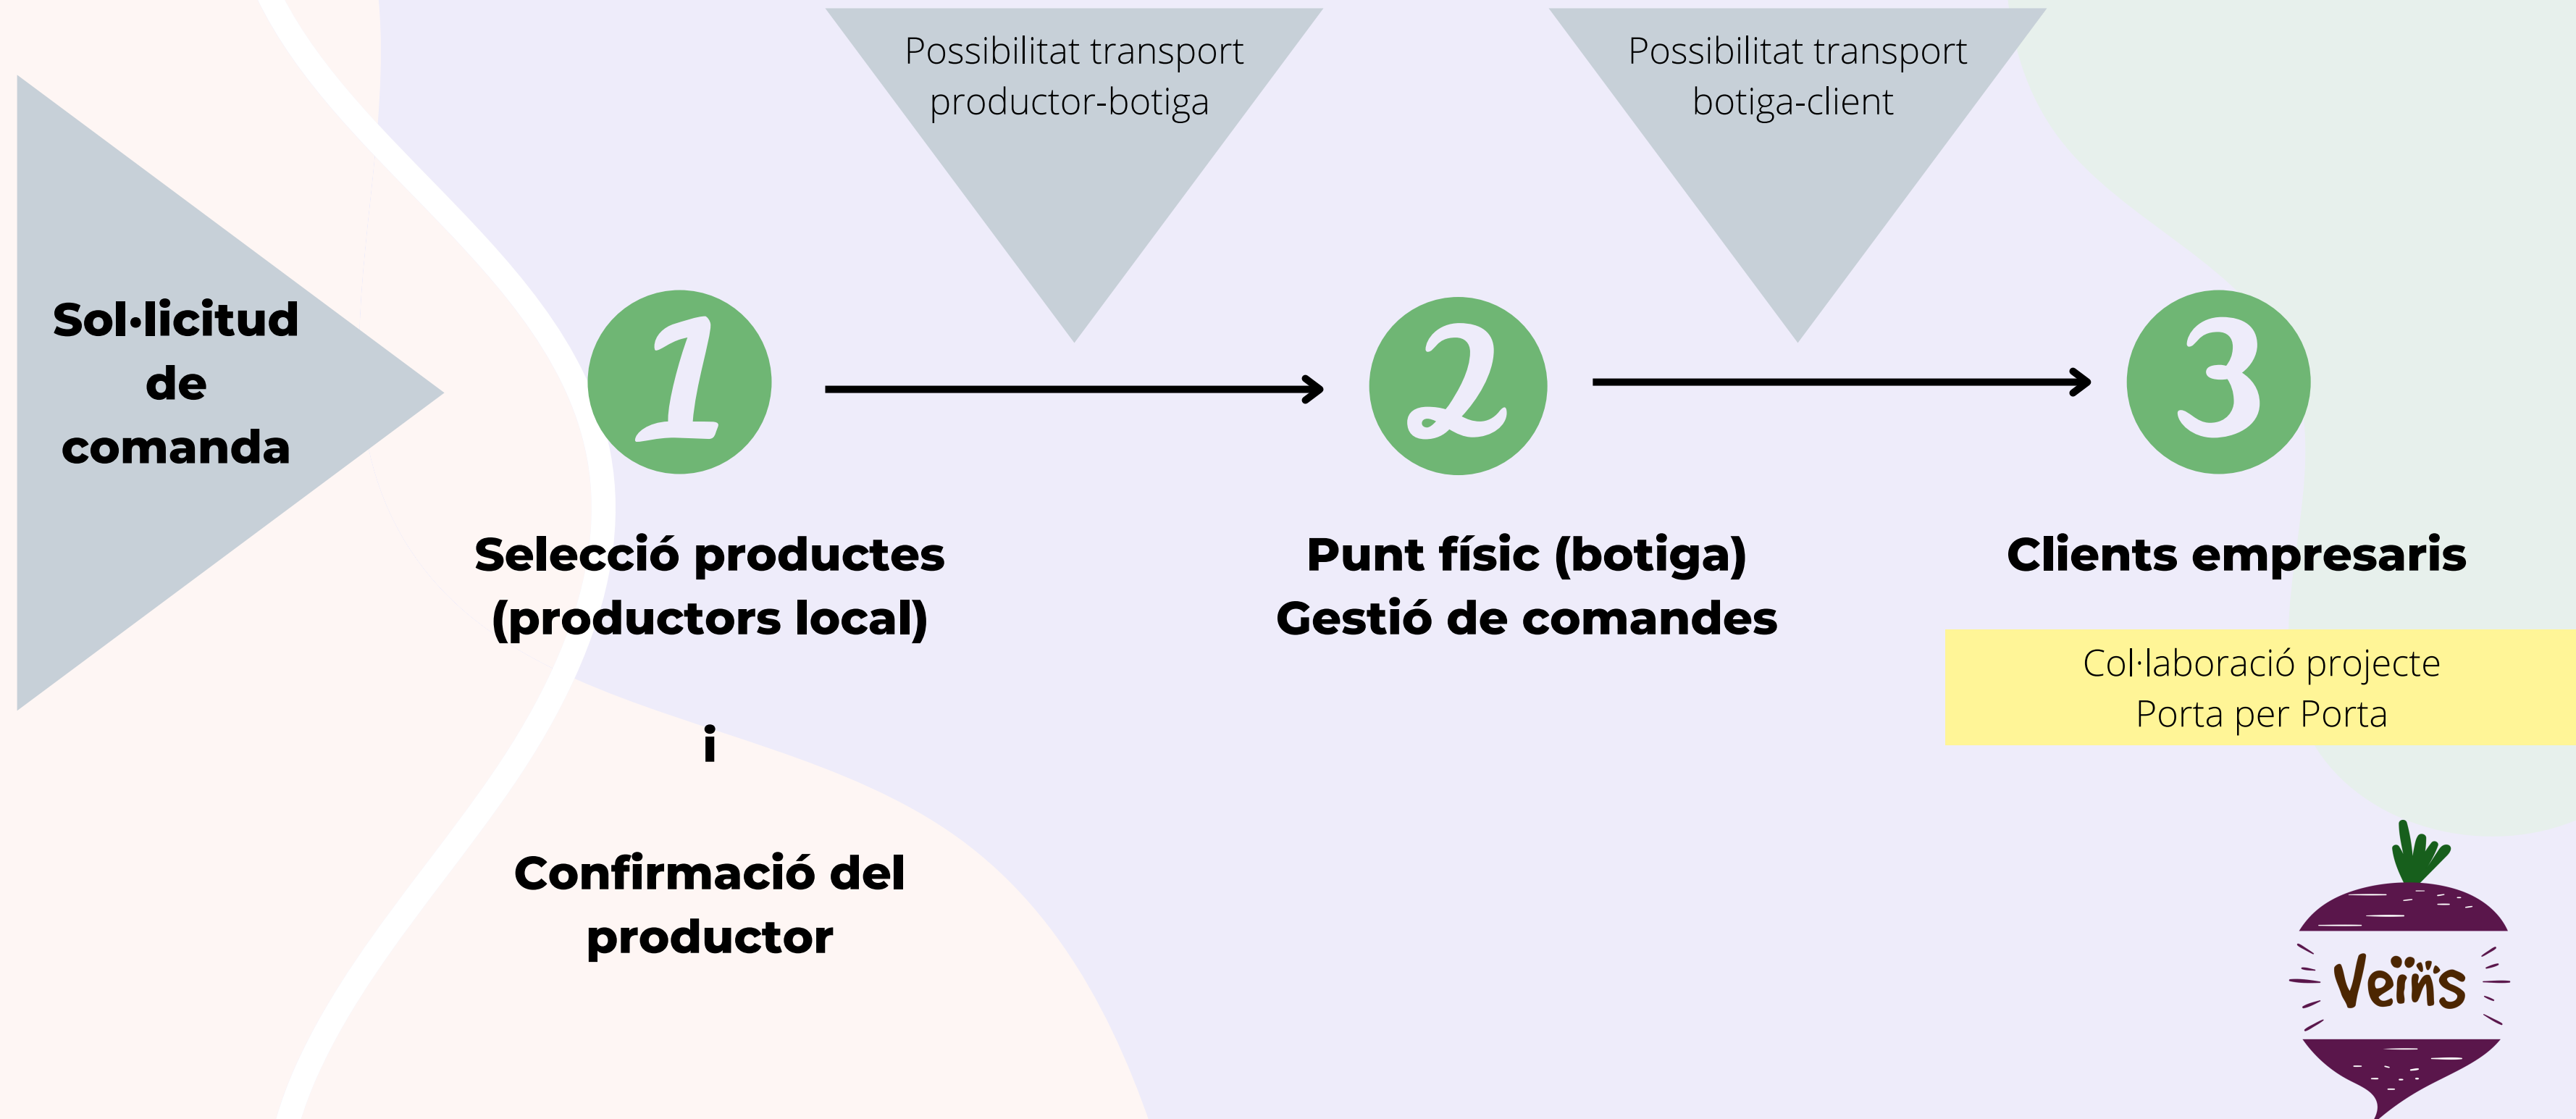 Sol·licitud
de
comanda
Possibilitat transport
productor-botiga
Possibilitat transport
botiga-client
1
2
3
Selecció productes
(productors local)
i
Confirmació del
productor
Punt físic (botiga)
Gestió de comandes
Clients empresaris
Col·laboració projecte
Porta per Porta
Veïns